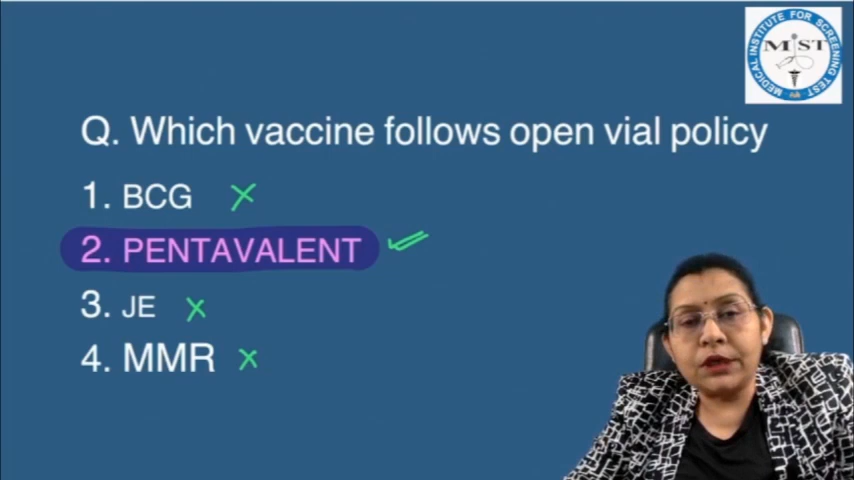 MEDICAL INSTITUTE FOR SCREENING TEST
MIST
Q. Which vaccine follows open vial policy
1. BCG
2. PENTAVALENT
3. JE
4. MMR